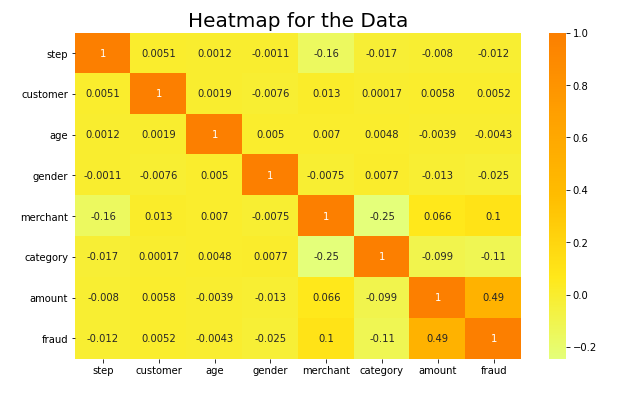 Heatmap for the Data
step 1 0.0051 0.0012 -0.0011 -0.16 -0.017 -0.008 -0.012
customer 0.0051 1 0.0019 -0.0076 0.013 0.00017 0.0058 0.0052
age 0.0012 0.0019 1 0.005 0.007 0.0048 -0.0039 -0.0043
gender -0.0011 -0.0076 0.005 1 -0.0075 0.0077 -0.013 -0.025
merchant -0.16 0.013 0.007 -0.0075 1 -0.25 0.066 0.1
category -0.017 0.00017 0.0048 0.0077 -0.25 1 -0.099 -0.11
amount -0.008 0.0058 -0.0039 -0.013 0.066 -0.099 1 0.49
fraud -0.012 0.0052 -0.0043 -0.025 0.1 -0.11 0.49 1
step customer age gender merchant category amount fraud
1.0
0.8
0.6
0.4
0.2
0.0
−0.2